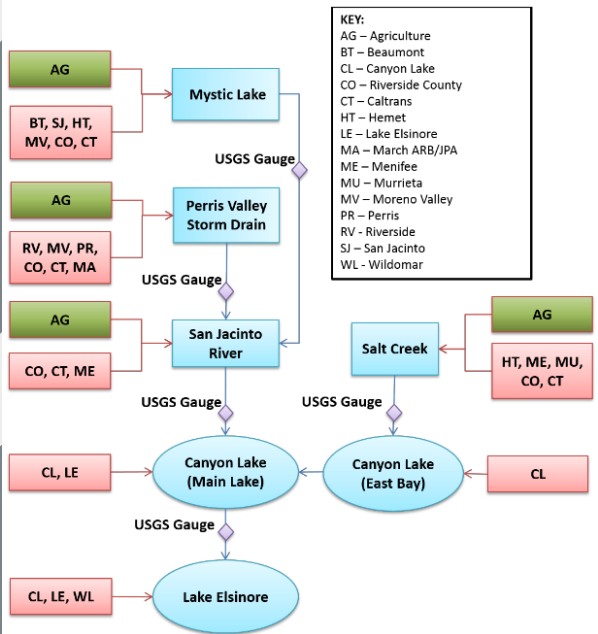 KEY:
AG – Agriculture
BT – Beaumont
CL – Canyon Lake
CO – Riverside County
CT – Caltrans
HT – Hemet
LE – Lake Elsinore
MA – March ARB/JPA
ME – Menifee
MU – Murrieta
MV – Moreno Valley
PR – Perris
RV - Riverside
SJ – San Jacinto
WL - Wildomar
AG
BT, SJ, HT,
MV, CO, CT
Mystic Lake
USGS Gauge
AG
RV, MV, PR,
CO, CT, MA
Perris Valley
Storm Drain
USGS Gauge
AG
CO, CT, ME
San Jacinto
River
Salt Creek
AG
HT, ME, MU,
CO, CT
USGS Gauge
USGS Gauge
CL, LE
Canyon Lake
(Main Lake)
Canyon Lake
(East Bay)
CL
USGS Gauge
CL, LE, WL
Lake Elsinore